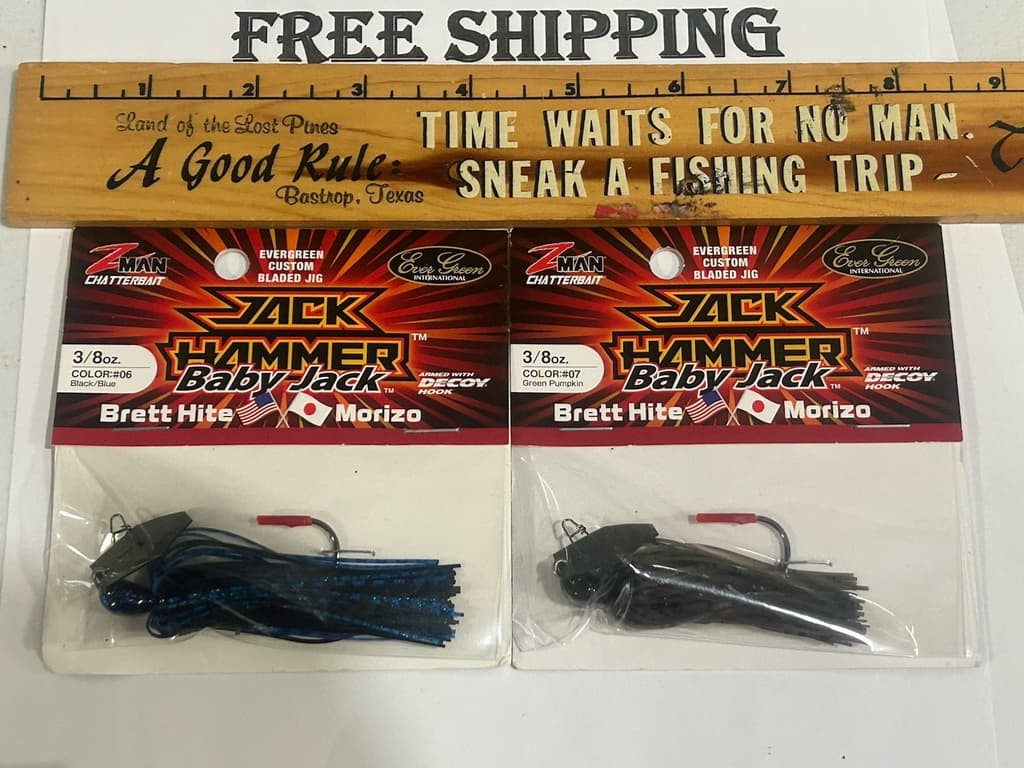 FREE SHIPPING
1 2 3 4 5 6 7 8 9
Land of the Lost Pines
A Good Rule:
Bastrop, Texas
TIME WAITS FOR NO MAN.
SNEAK A FISHING TRIP -
Z MAN
CHATTERBAIT
EVERGREEN
CUSTOM
BLADED JIG
Ever Green
INTERNATIONAL
JACK
HAMMER™
Baby Jack™
3/8oz.
COLOR:#06
Black/Blue
ARMED WITH
DECOY
HOOK
Brett Hite Morizo
Z MAN
CHATTERBAIT
EVERGREEN
CUSTOM
BLADED JIG
Ever Green
INTERNATIONAL
JACK
HAMMER™
Baby Jack™
3/8oz.
COLOR:#07
Green Pumpkin
ARMED WITH
DECOY
HOOK
Brett Hite Morizo